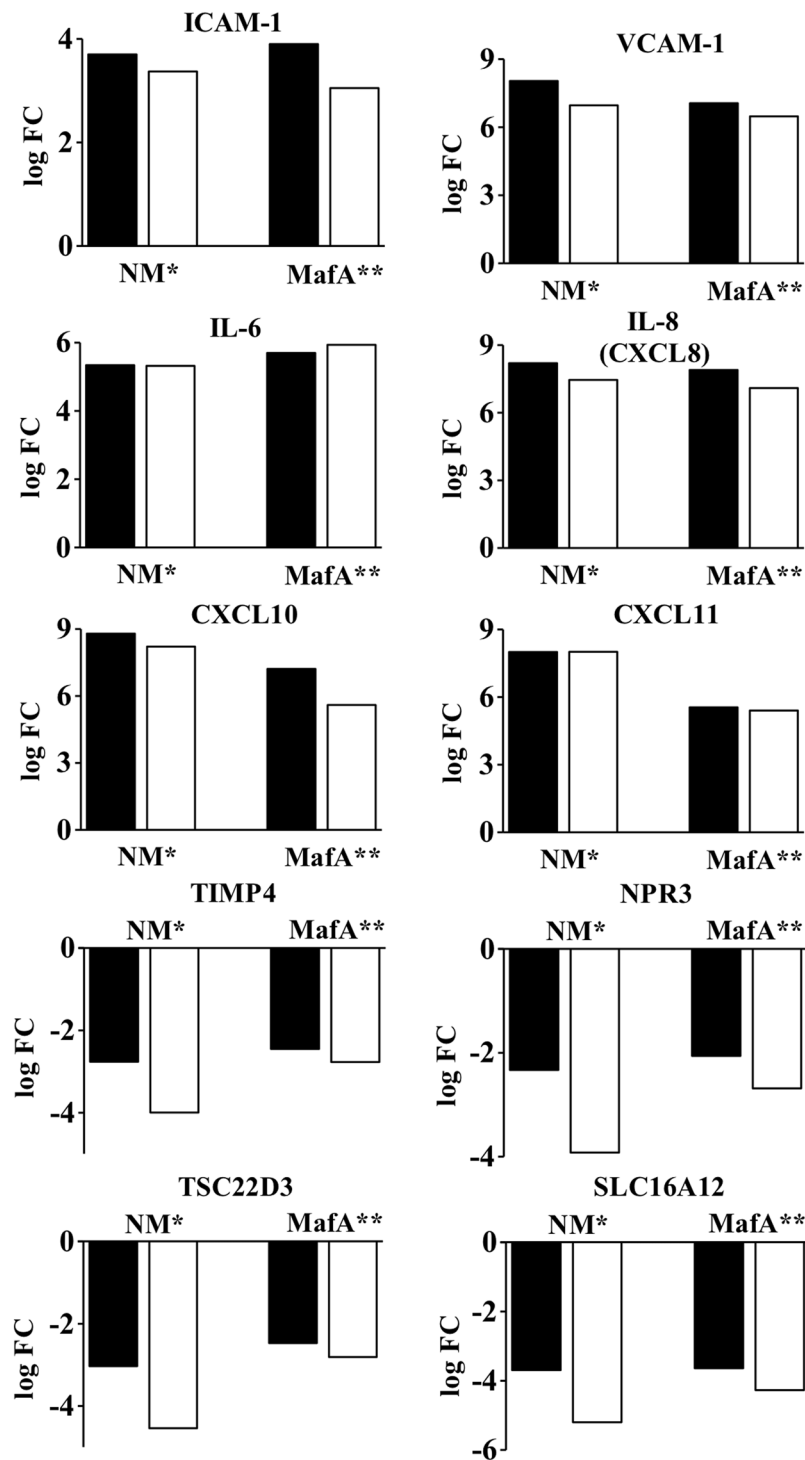 ICAM-1
4
2
0
log FC
NM*
MafA**
VCAM-1
9
6
3
0
log FC
NM*
MafA**
IL-6
6
4
2
0
log FC
NM*
MafA**
IL-8
(CXCL8)
9
6
3
0
log FC
NM*
MafA**
CXCL10
9
6
3
0
log FC
NM*
MafA**
CXCL11
9
6
3
0
log FC
NM*
MafA**
TIMP4
NM*
MafA**
0
-2
-4
log FC
NPR3
NM*
MafA**
0
-2
-4
log FC
TSC22D3
NM*
MafA**
0
-2
-4
log FC
SLC16A12
NM*
MafA**
0
-2
-4
-6
log FC